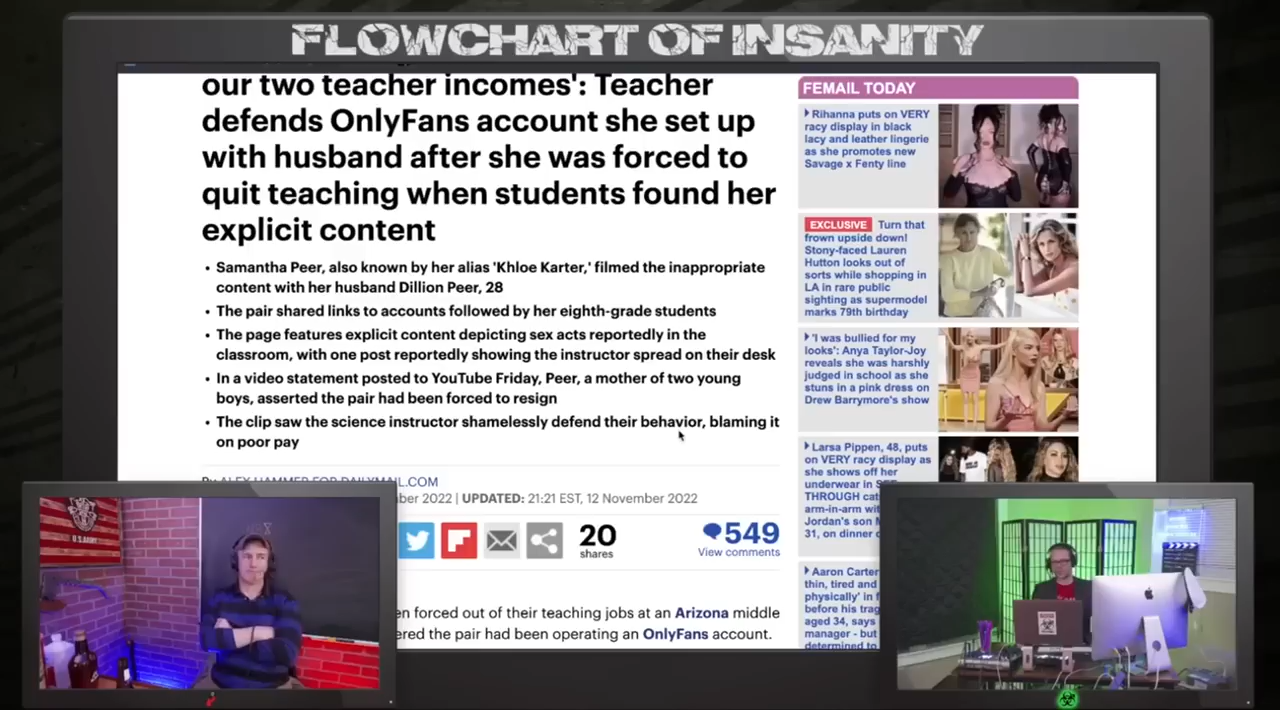 FLOWCHART OF INSANITY
our two teacher incomes': Teacher
defends OnlyFans account she set up
with husband after she was forced to
quit teaching when students found her
explicit content
• Samantha Peer, also known by her alias 'Khloe Karter,' filmed the inappropriate
content with her husband Dillion Peer, 28
• The pair shared links to accounts followed by her eighth-grade students
• The page features explicit content depicting sex acts reportedly in the
classroom, with one post reportedly showing the instructor spread on their desk
• In a video statement posted to YouTube Friday, Peer, a mother of two young
boys, asserted the pair had been forced to resign
• The clip saw the science instructor shamelessly defend their behavior, blaming it
on poor pay
By ALEX HAMMER FOR DAILYMAIL.COM
mber 2022 | UPDATED: 21:21 EST, 12 November 2022
20
shares
549
View comments
en forced out of their teaching jobs at an Arizona middle
ered the pair had been operating an OnlyFans account.
FEMAIL TODAY
Rihanna puts on VERY
racy display in black
lacy and leather lingerie
as she promotes new
Savage x Fenty line
EXCLUSIVE Turn that
frown upside down!
Stony-faced Lauren
Hutton looks out of
sorts while shopping in
LA in rare public
sighting as supermodel
marks 79th birthday
'I was bullied for my
looks': Anya Taylor-Joy
reveals she was harshly
judged in school as she
stuns in a pink dress on
Drew Barrymore's show
Larsa Pippen, 48, puts
on VERY racy display as
she shows off her
underwear in SEE
THROUGH cat
arm-in-arm wit
Jordan's son M
31, on dinner d
Aaron Carter
thin, tired and
physically' in f
before his trag
aged 34, says
manager - but
determined to
U.S. ARMY